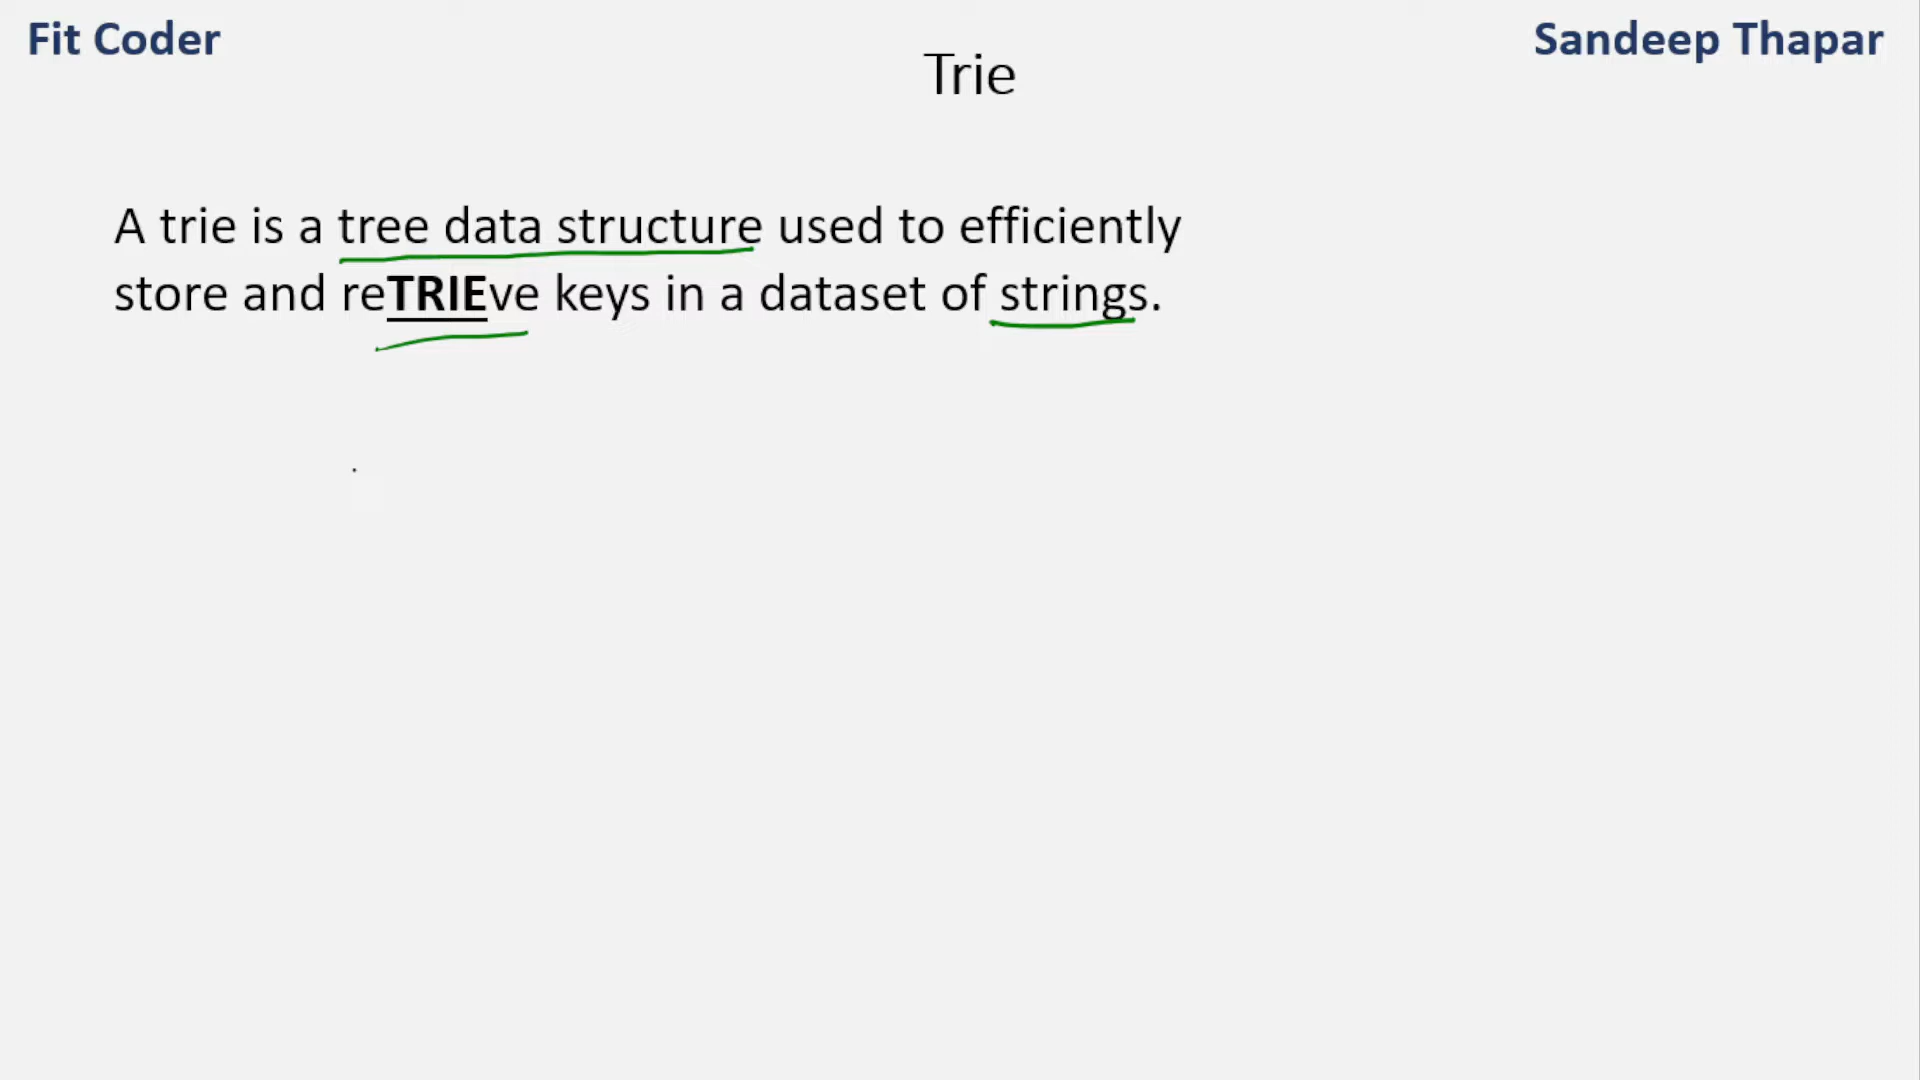 Fit Coder
Sandeep Thapar
Trie
A trie is a tree data structure used to efficiently
store and reTRIEve keys in a dataset of strings.